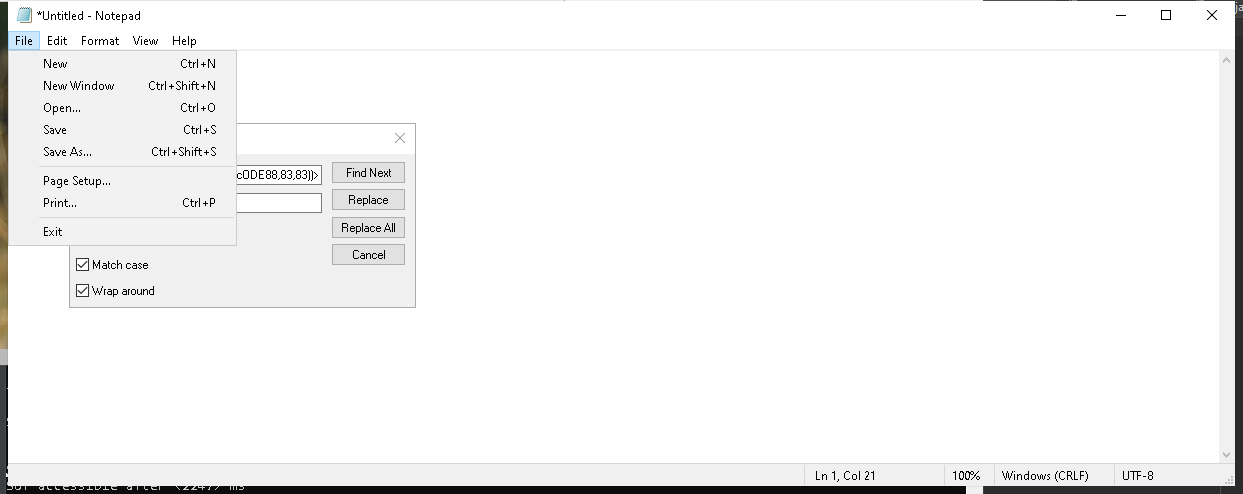 *Untitled - Notepad
File Edit Format View Help
New Ctrl+N
New Window Ctrl+Shift+N
Open... Ctrl+O
Save Ctrl+S
Save As... Ctrl+Shift+S
Page Setup...
Print... Ctrl+P
Exit
cODE88,83,83))>
Find Next
Replace
Replace All
Cancel
Match case
Wrap around
Ln 1, Col 21 100% Windows (CRLF) UTF-8
accessible after <2247> ms